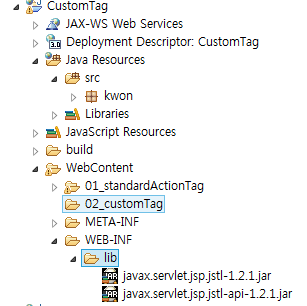 CustomTag
JAX-WS Web Services
Deployment Descriptor: CustomTag
3.0
Java Resources
src
kwon
Libraries
JavaScript Resources
build
WebContent
01_standardActionTag
02_customTag
META-INF
WEB-INF
lib
javax.servlet.jsp.jstl-1.2.1.jar
javax.servlet.jsp.jstl-api-1.2.1.jar